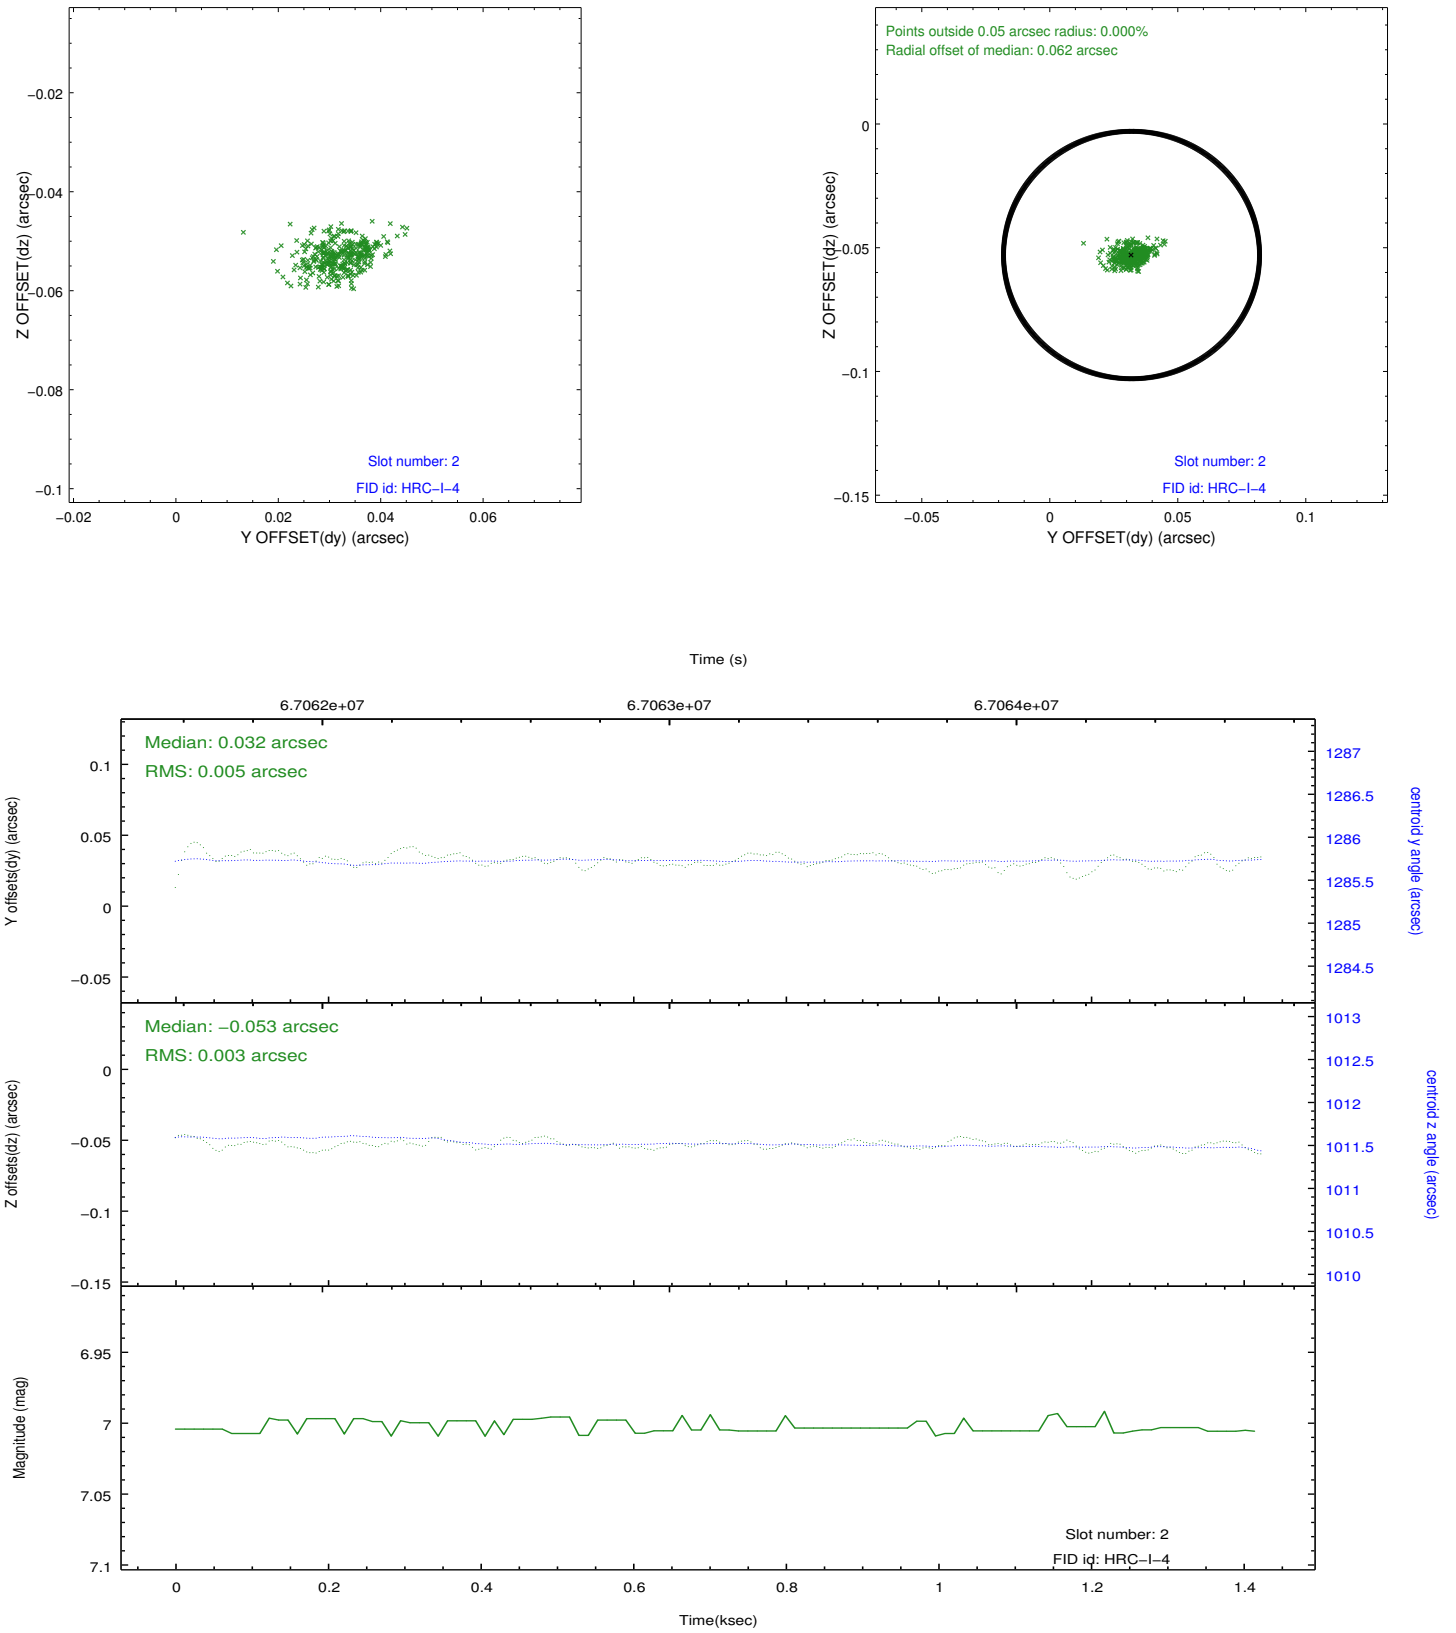 −0.02
−0.04
−0.06
−0.08
−0.1
Z OFFSET(dz) (arcsec)
Slot number: 2
FID id: HRC−I−4
−0.02 0 0.02 0.04 0.06
Y OFFSET(dy) (arcsec)
Points outside 0.05 arcsec radius: 0.000%
Radial offset of median: 0.062 arcsec
0
−0.05
−0.1
−0.15
Z OFFSET(dz) (arcsec)
Slot number: 2
FID id: HRC−I−4
−0.05 0 0.05 0.1
Y OFFSET(dy) (arcsec)
Time (s)
6.7062e+07 6.7063e+07 6.7064e+07
Median: 0.032 arcsec
RMS: 0.005 arcsec
0.1
0.05
0
−0.05
Y offsets(dy) (arcsec)
1287
1286.5
1286
1285.5
1285
1284.5
centroid y angle (arcsec)
Median: −0.053 arcsec
RMS: 0.003 arcsec
0
−0.05
−0.1
−0.15
Z offsets(dz) (arcsec)
1013
1012.5
1012
1011.5
1011
1010.5
1010
centroid z angle (arcsec)
6.95
7
7.05
7.1
Magnitude (mag)
Slot number: 2
FID id: HRC−I−4
0 0.2 0.4 0.6 0.8 1 1.2 1.4
Time(ksec)